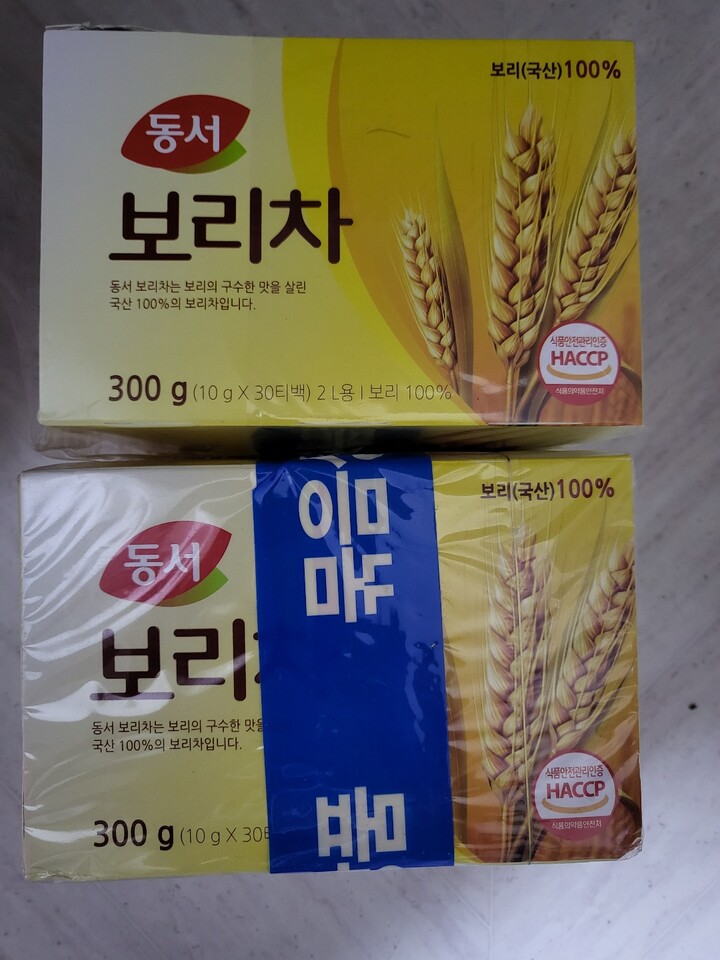 보리(국산)100%
동서
보리차
동서 보리차는 보리의 구수한 맛을 살린
국산 100%의 보리차입니다.
식품안전관리인증
HACCP
식품의약품안전처
300 g (10 g X 30티백) 2 L용 | 보리 100%
보리(국산)100%
동서
보리
동서 보리차는 보리의 구수한 맛을
국산 100%의 보리차입니다.
식품안전관리인증
HACCP
식품의약품안전처
300 g (10 g X 30